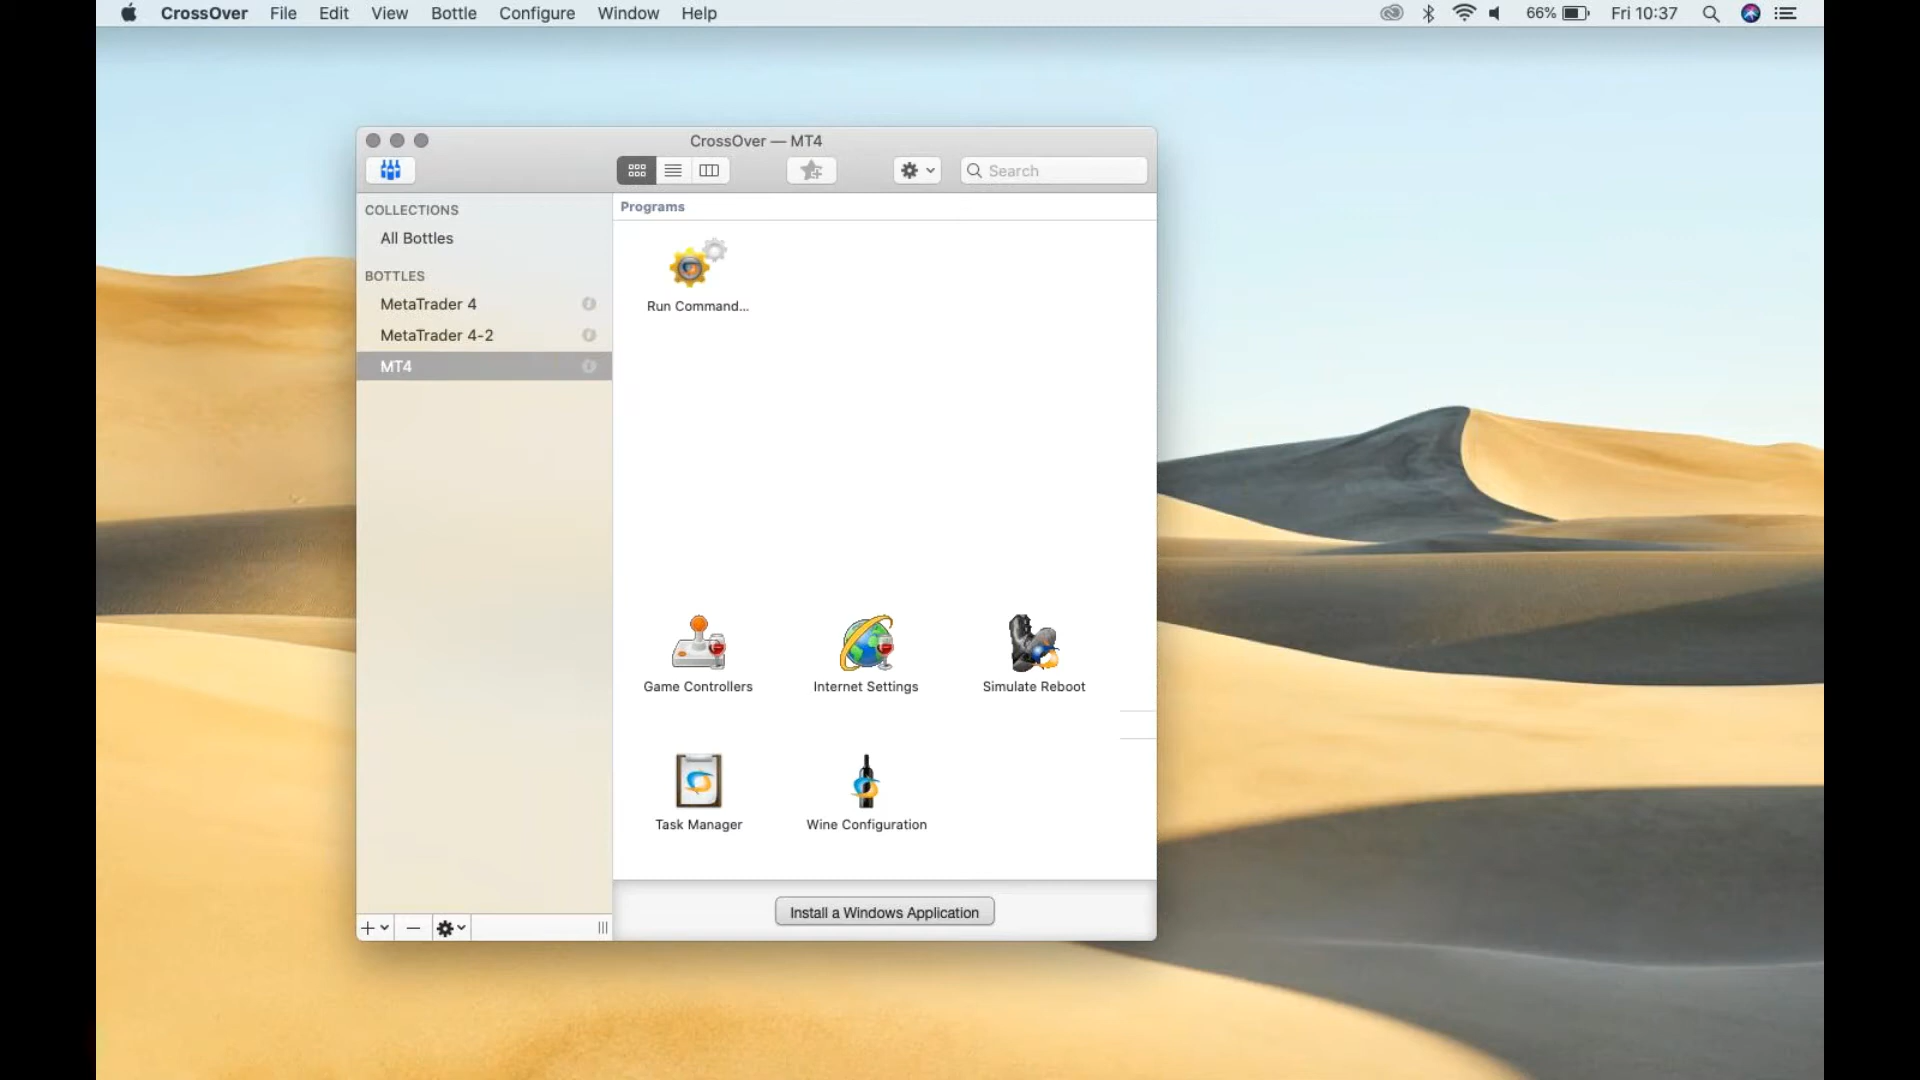 CrossOver File Edit View Bottle Configure Window Help 66% Fri 10:37
CrossOver — MT4
Search
COLLECTIONS
All Bottles
BOTTLES
MetaTrader 4
MetaTrader 4-2
MT4
Programs
Run Command...
Game Controllers Internet Settings Simulate Reboot
Task Manager Wine Configuration
Install a Windows Application